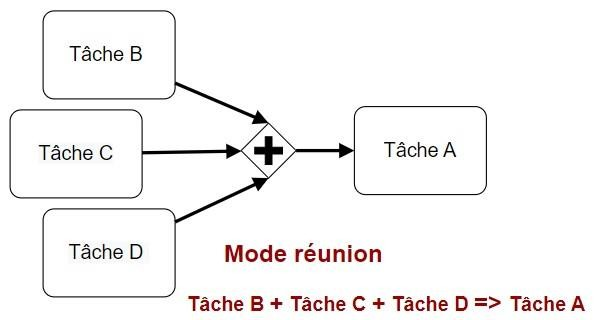 Tâche B
Tâche C
Tâche A
Tâche D
Mode réunion
Tâche B + Tâche C + Tâche D => Tâche A